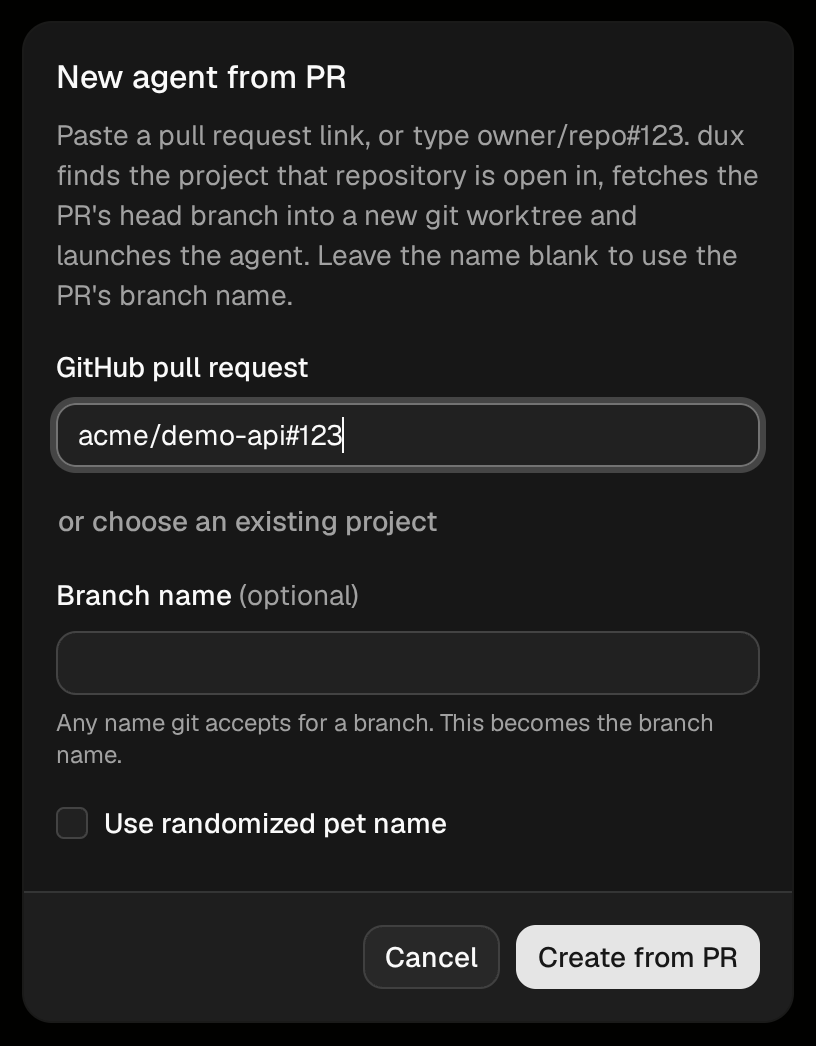 New agent from PR
Paste a pull request link, or type owner/repo#123. dux
finds the project that repository is open in, fetches the
PR's head branch into a new git worktree and
launches the agent. Leave the name blank to use the
PR's branch name.
GitHub pull request
acme/demo-api#123
or choose an existing project
Branch name (optional)
Any name git accepts for a branch. This becomes the branch
name.
Use randomized pet name
Cancel
Create from PR